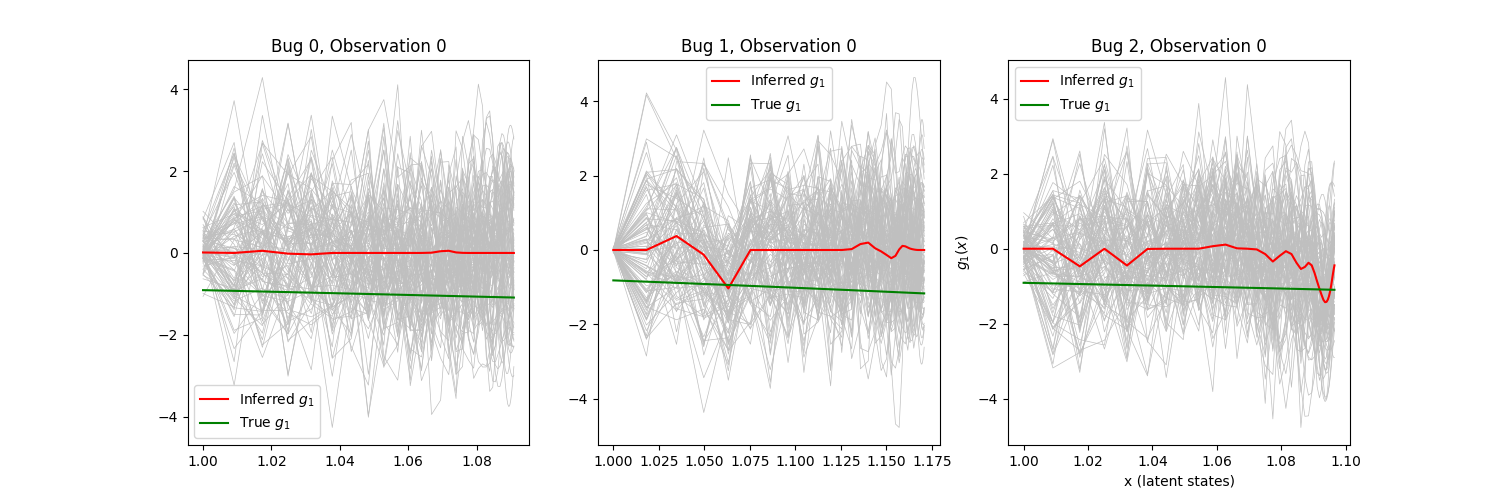 Bug 0, Observation 0
4
2
0
−2
−4
Inferred g₁
True g₁
1.00 1.02 1.04 1.06 1.08
Bug 1, Observation 0
Inferred g₁
True g₁
4
2
0
−2
−4
1.000 1.025 1.050 1.075 1.100 1.125 1.150 1.175
Bug 2, Observation 0
Inferred g₁
True g₁
g₁(x)
4
2
0
−2
−4
1.00 1.02 1.04 1.06 1.08 1.10
x (latent states)